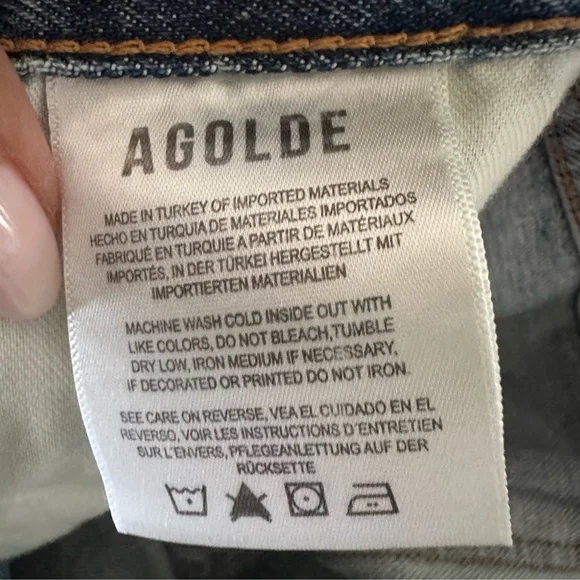 AGOLDE
MADE IN TURKEY OF IMPORTED MATERIALS
HECHO EN TURQUIA DE MATERIALES IMPORTADOS
FABRIQUÉ EN TURQUIE A PARTIR DE MATÉRIAUX
IMPORTÉS, IN DER TÜRKEI HERGESTELLT MIT
IMPORTIERTEN MATERIALIEN
MACHINE WASH COLD INSIDE OUT WITH
LIKE COLORS, DO NOT BLEACH,TUMBLE
DRY LOW, IRON MEDIUM IF NECESSARY,
IF DECORATED OR PRINTED DO NOT IRON.
SEE CARE ON REVERSE, VEA EL CUIDADO EN EL
REVERSO, VOIR LES INSTRUCTIONS D'ENTRETIEN
SUR L'ENVERS, PFLEGEANLEITUNG AUF DER
RÜCKSETTE